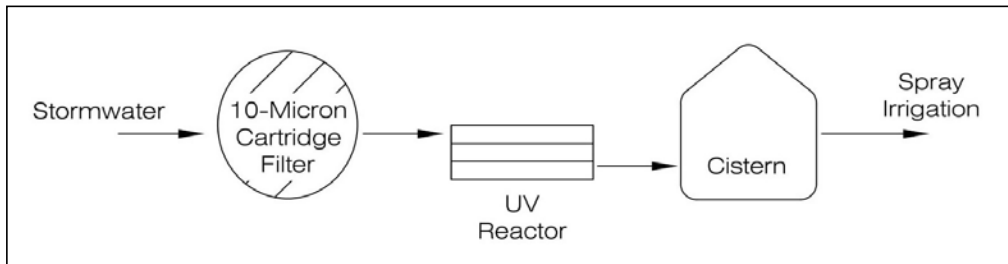 Stormwater
10-Micron
Cartridge
Filter
UV
Reactor
Cistern
Spray
Irrigation